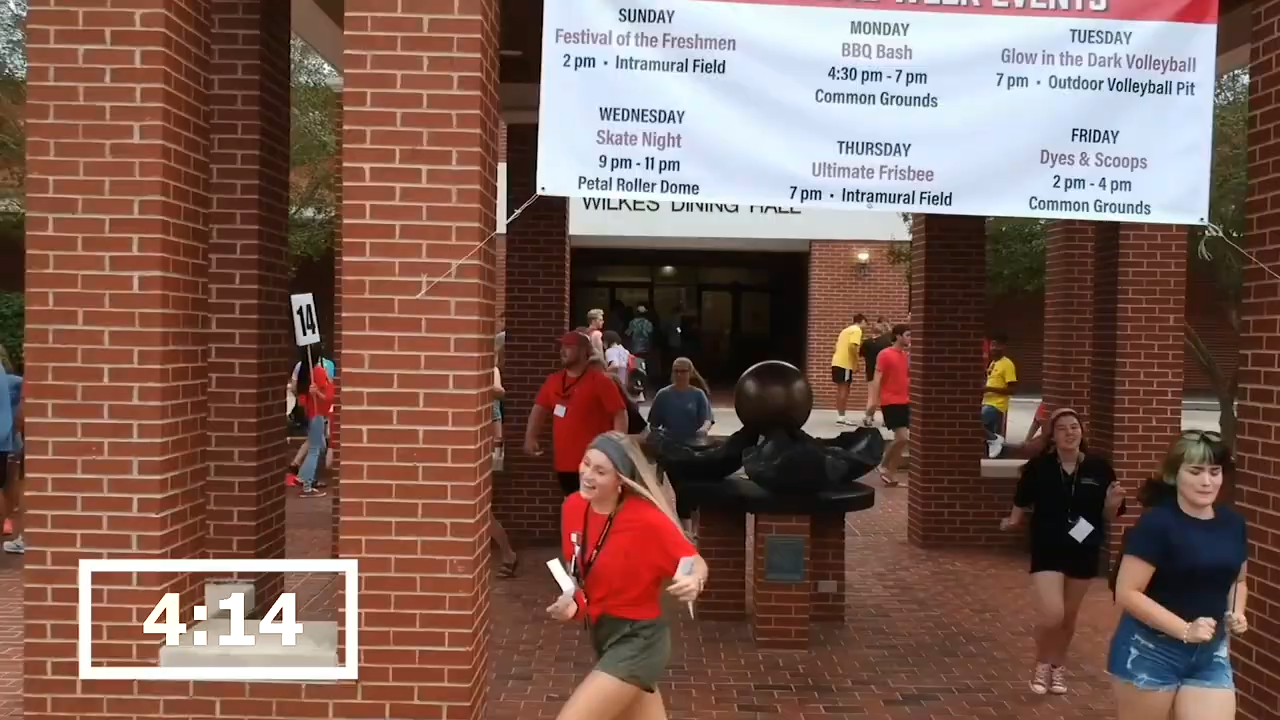 WEEK EVENTS
SUNDAY
Festival of the Freshmen
2 pm • Intramural Field
MONDAY
BBQ Bash
4:30 pm - 7 pm
Common Grounds
TUESDAY
Glow in the Dark Volleyball
7 pm • Outdoor Volleyball Pit
WEDNESDAY
Skate Night
9 pm - 11 pm
Petal Roller Dome
THURSDAY
Ultimate Frisbee
7 pm • Intramural Field
FRIDAY
Dyes & Scoops
2 pm - 4 pm
Common Grounds
WILKES DINING HALL
14
4:14